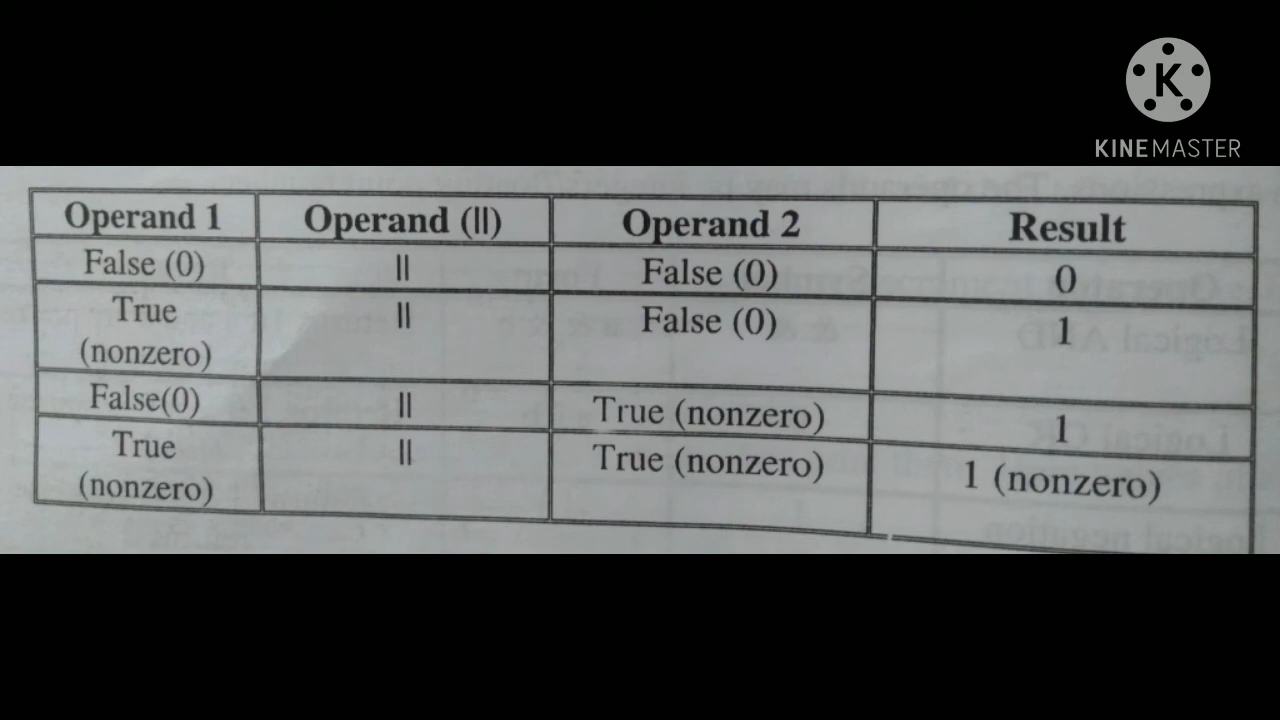 K
KINEMASTER
Operand 1 Operand (||) Operand 2 Result
False (0) || False (0) 0
True || False (0) 1
(nonzero)
False(0) || True (nonzero) 1
True || True (nonzero) 1 (nonzero)
(nonzero)